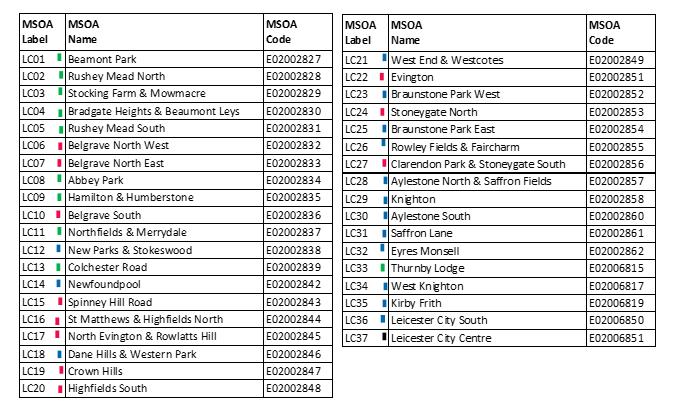 MSOA Label MSOA Name MSOA Code
LC01 Beamont Park E02002827
LC02 Rushey Mead North E02002828
LC03 Stocking Farm & Mowmacre E02002829
LC04 Bradgate Heights & Beaumont Leys E02002830
LC05 Rushey Mead South E02002831
LC06 Belgrave North West E02002832
LC07 Belgrave North East E02002833
LC08 Abbey Park E02002834
LC09 Hamilton & Humberstone E02002835
LC10 Belgrave South E02002836
LC11 Northfields & Merrydale E02002837
LC12 New Parks & Stokeswood E02002838
LC13 Colchester Road E02002839
LC14 Newfoundpool E02002842
LC15 Spinney Hill Road E02002843
LC16 St Matthews & Highfields North E02002844
LC17 North Evington & Rowlatts Hill E02002845
LC18 Dane Hills & Western Park E02002846
LC19 Crown Hills E02002847
LC20 Highfields South E02002848
MSOA Label MSOA Name MSOA Code
LC21 West End & Westcotes E02002849
LC22 Evington E02002851
LC23 Braunstone Park West E02002852
LC24 Stoneygate North E02002853
LC25 Braunstone Park East E02002854
LC26 Rowley Fields & Faircharm E02002855
LC27 Clarendon Park & Stoneygate South E02002856
LC28 Aylestone North & Saffron Fields E02002857
LC29 Knighton E02002858
LC30 Aylestone South E02002860
LC31 Saffron Lane E02002861
LC32 Eyres Monsell E02002862
LC33 Thurnby Lodge E02006815
LC34 West Knighton E02006817
LC35 Kirby Frith E02006819
LC36 Leicester City South E02006850
LC37 Leicester City Centre E02006851